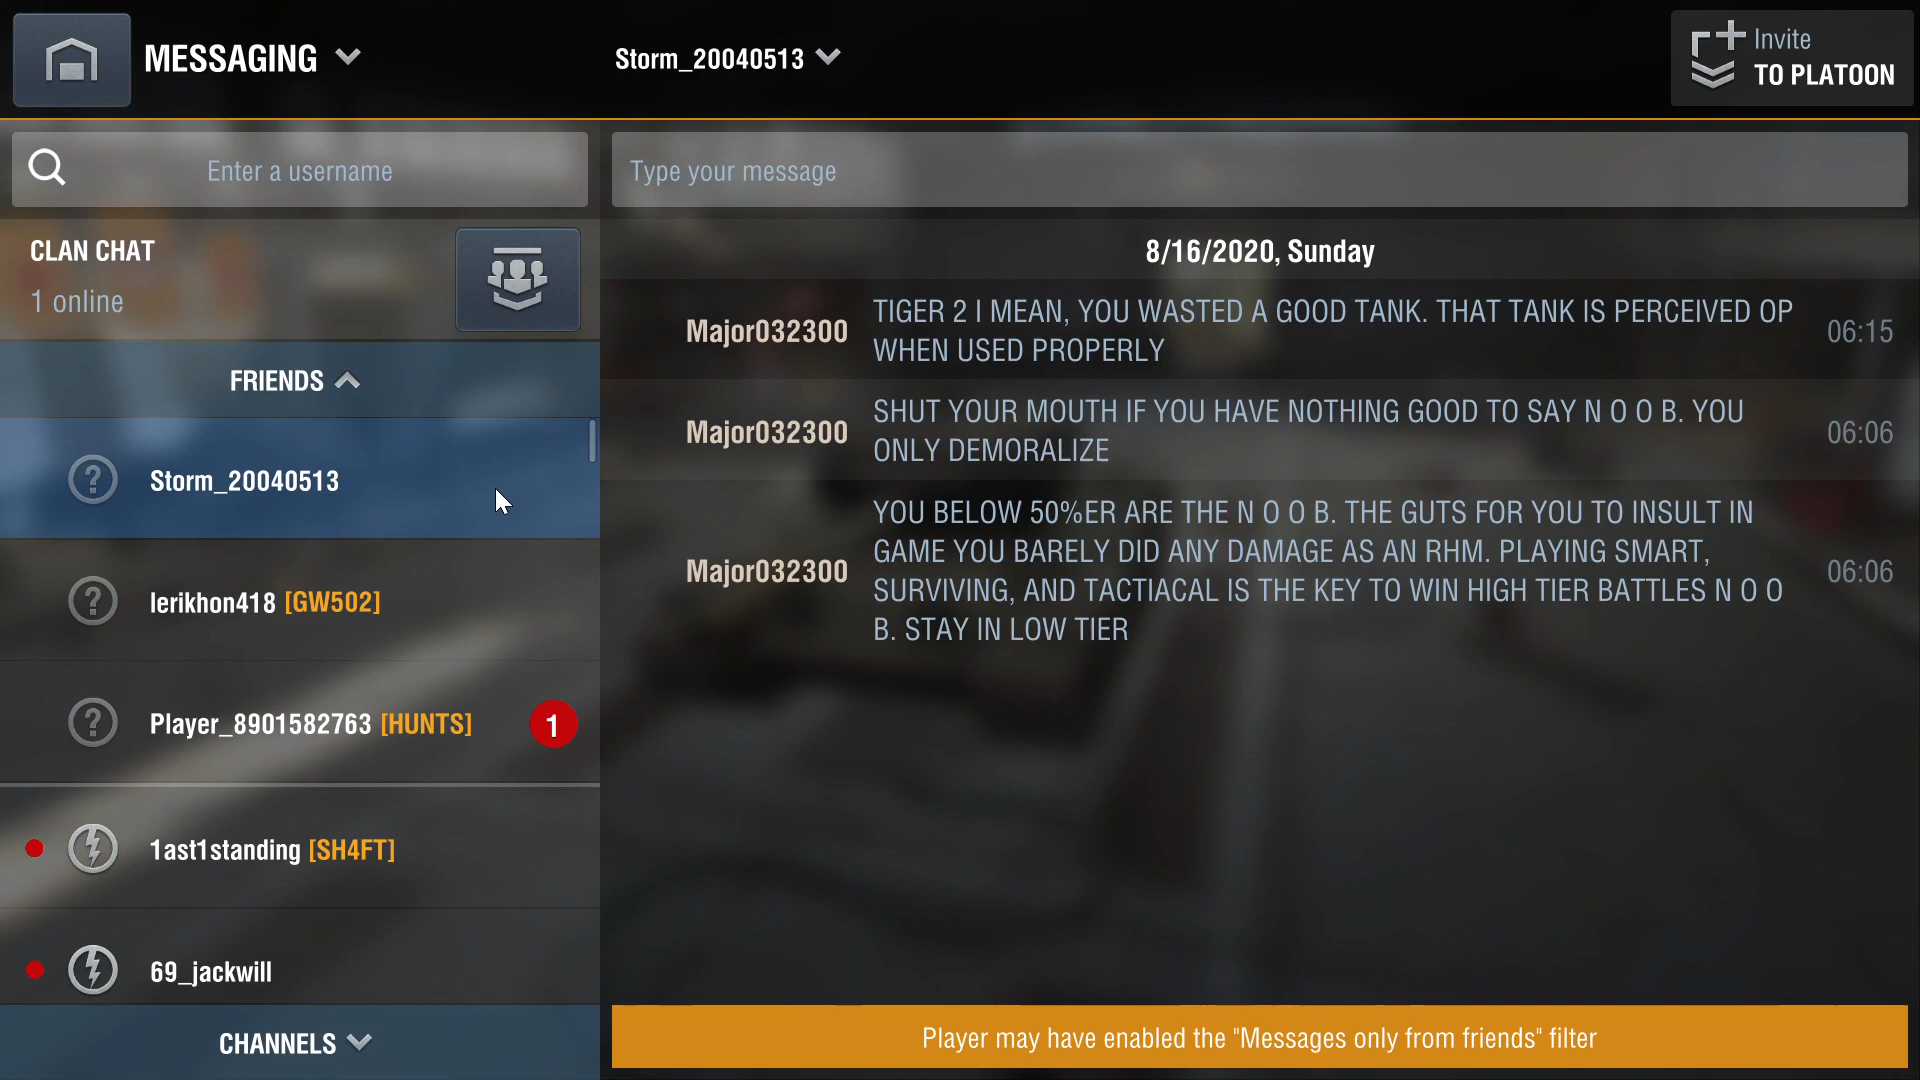 MESSAGING
Storm_20040513
Invite
TO PLATOON
Enter a username
Type your message
CLAN CHAT
1 online
FRIENDS
Storm_20040513
lerikhon418 [GW502]
Player_8901582763 [HUNTS]
1
1ast1standing [SH4FT]
69_jackwill
CHANNELS
8/16/2020, Sunday
Major032300
TIGER 2 I MEAN, YOU WASTED A GOOD TANK. THAT TANK IS PERCEIVED OP
WHEN USED PROPERLY
06:15
Major032300
SHUT YOUR MOUTH IF YOU HAVE NOTHING GOOD TO SAY N O O B. YOU
ONLY DEMORALIZE
06:06
Major032300
YOU BELOW 50%ER ARE THE N O O B. THE GUTS FOR YOU TO INSULT IN
GAME YOU BARELY DID ANY DAMAGE AS AN RHM. PLAYING SMART,
SURVIVING, AND TACTIACAL IS THE KEY TO WIN HIGH TIER BATTLES N O O
B. STAY IN LOW TIER
06:06
Player may have enabled the "Messages only from friends" filter